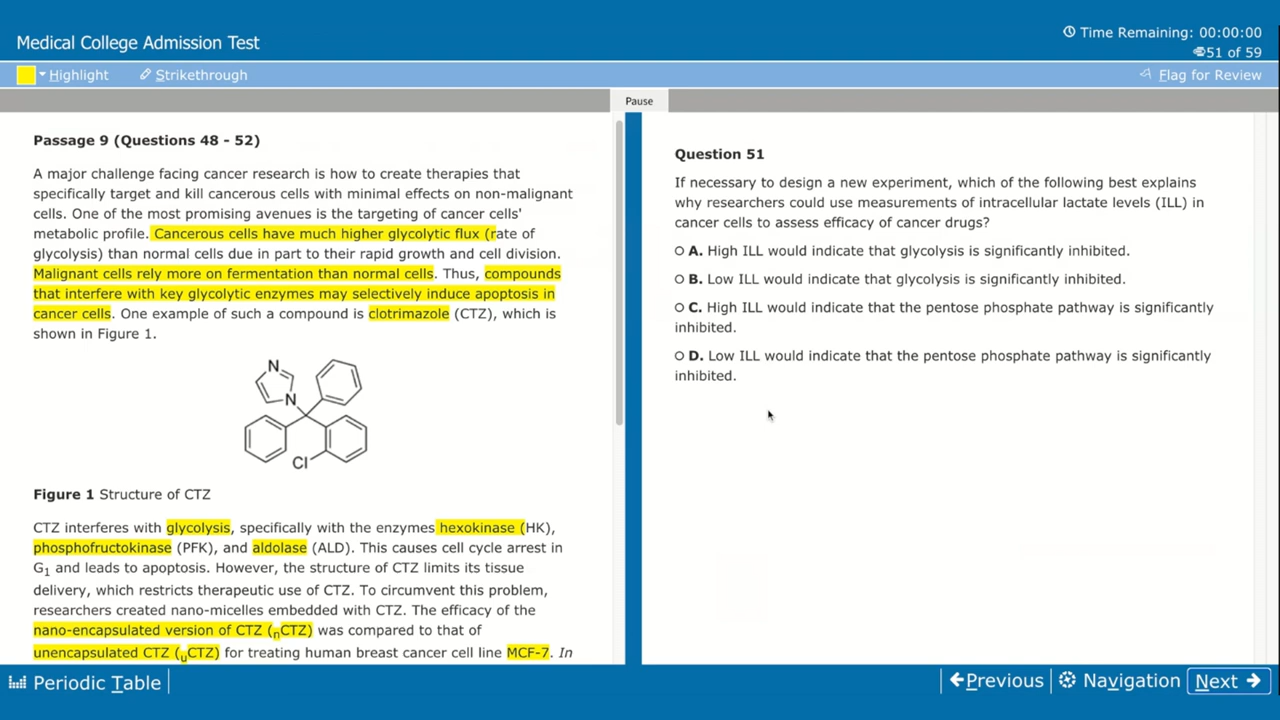 Medical College Admission Test
Time Remaining: 00:00:00
51 of 59
Highlight
Strikethrough
Flag for Review
Pause
Passage 9 (Questions 48 - 52)
A major challenge facing cancer research is how to create therapies that
specifically target and kill cancerous cells with minimal effects on non-malignant
cells. One of the most promising avenues is the targeting of cancer cells'
metabolic profile. Cancerous cells have much higher glycolytic flux (rate of
glycolysis) than normal cells due in part to their rapid growth and cell division.
Malignant cells rely more on fermentation than normal cells. Thus, compounds
that interfere with key glycolytic enzymes may selectively induce apoptosis in
cancer cells. One example of such a compound is clotrimazole (CTZ), which is
shown in Figure 1.
N
N
Cl
Figure 1 Structure of CTZ
CTZ interferes with glycolysis, specifically with the enzymes hexokinase (HK),
phosphofructokinase (PFK), and aldolase (ALD). This causes cell cycle arrest in
G1 and leads to apoptosis. However, the structure of CTZ limits its tissue
delivery, which restricts therapeutic use of CTZ. To circumvent this problem,
researchers created nano-micelles embedded with CTZ. The efficacy of the
nano-encapsulated version of CTZ (nCTZ) was compared to that of
unencapsulated CTZ (uCTZ) for treating human breast cancer cell line MCF-7. In
Question 51
If necessary to design a new experiment, which of the following best explains
why researchers could use measurements of intracellular lactate levels (ILL) in
cancer cells to assess efficacy of cancer drugs?
A. High ILL would indicate that glycolysis is significantly inhibited.
B. Low ILL would indicate that glycolysis is significantly inhibited.
C. High ILL would indicate that the pentose phosphate pathway is significantly
inhibited.
D. Low ILL would indicate that the pentose phosphate pathway is significantly
inhibited.
Periodic Table
Previous
Navigation
Next